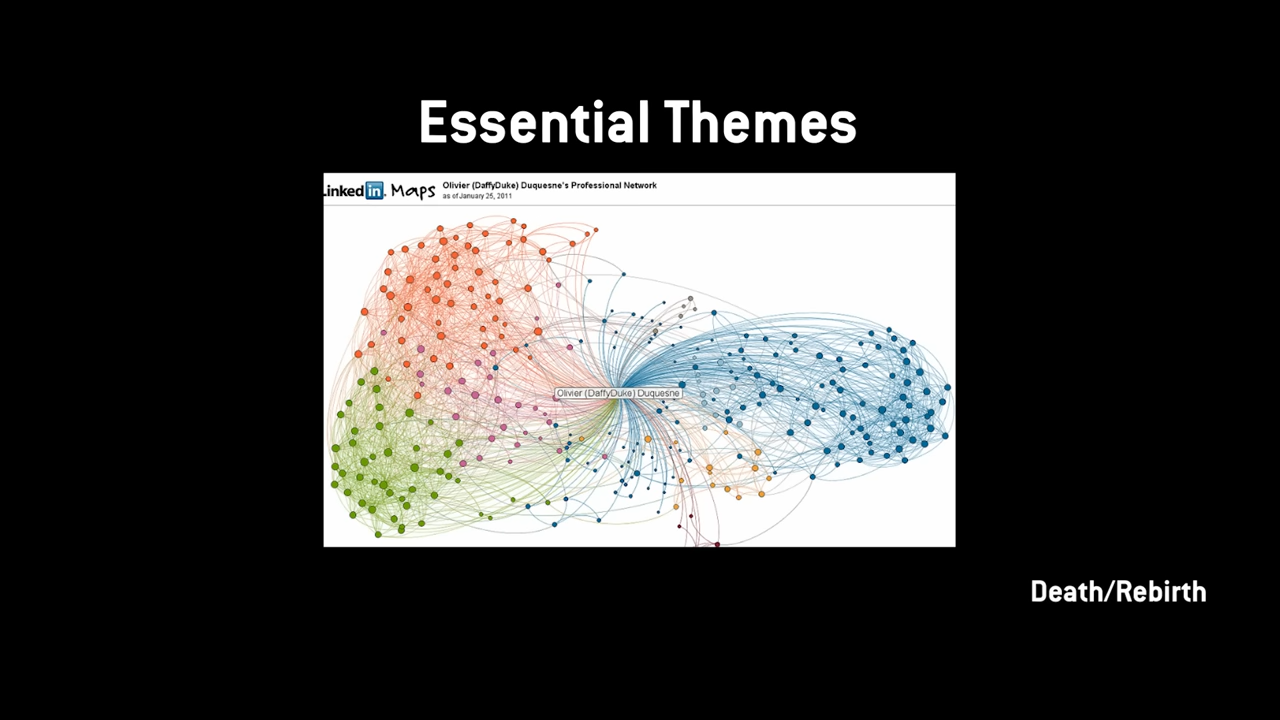 Essential Themes
Linked in. Maps
Olivier (DaffyDuke) Duquesne's Professional Network
as of January 25, 2011
Olivier (DaffyDuke) Duquesne
Death/Rebirth